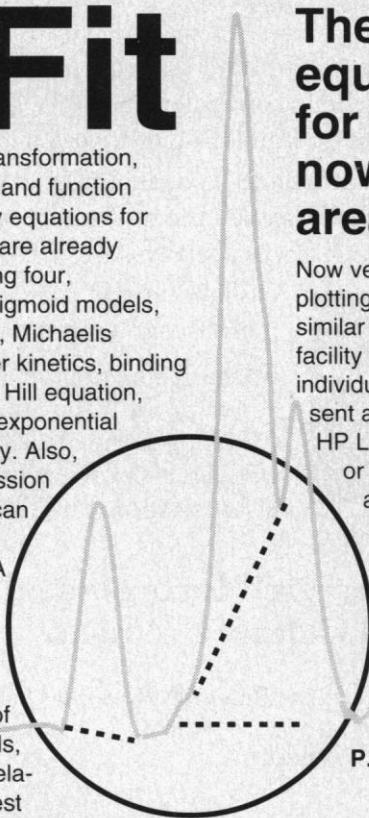 Fit
ansformation,
and function
equations for
are already
ng four,
igmoid models,
, Michaelis
er kinetics, binding
Hill equation,
exponential
y. Also,
ssion
can
A
of
ls,
ela-
est
The
equ
for
now
are
Now ve
plotting
similar
facility
individu
sent a
HP L
or
a
P.